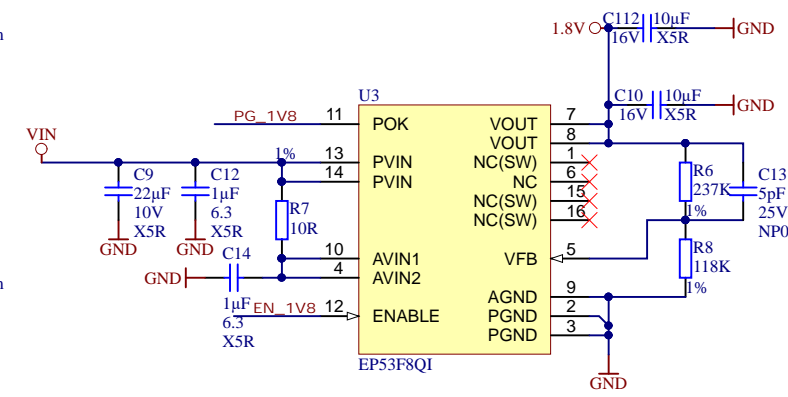 C112 10µF
1.8V 16V X5R GND
n
U3
C10 10µF GND
16V X5R
PG_1V8 11 POK VOUT 7
VIN
VOUT 8
1% 13 PVIN NC(SW) 1
14 PVIN NC 6
C9 C12 R6 C13
22µF 1µF NC(SW) 15 237K 5pF
10V 6.3 R7 NC(SW) 16 1% 25V
X5R X5R 10R NP0
GND GND
C14 10 AVIN1 VFB 5 R8
GND 4 AVIN2 118K
n
1µF AGND 9 1%
6.3 EN_1V8 12 ENABLE PGND 2
X5R PGND 3
EP53F8QI
GND